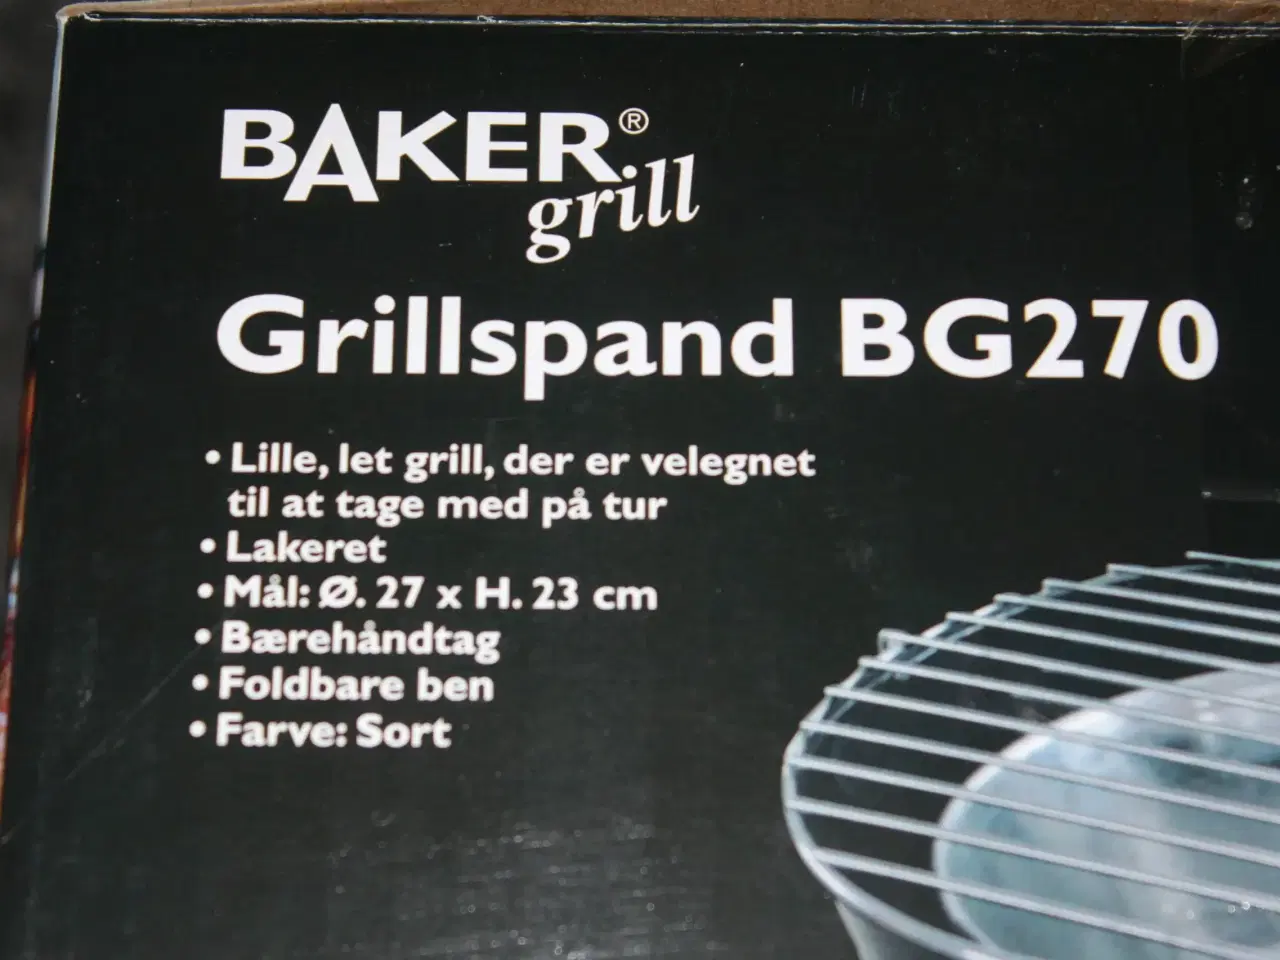 BAKER®
grill
Grillspand BG270
• Lille, let grill, der er velegnet
til at tage med på tur
• Lakeret
• Mål: Ø. 27 x H. 23 cm
• Bærehåndtag
• Foldbare ben
• Farve: Sort